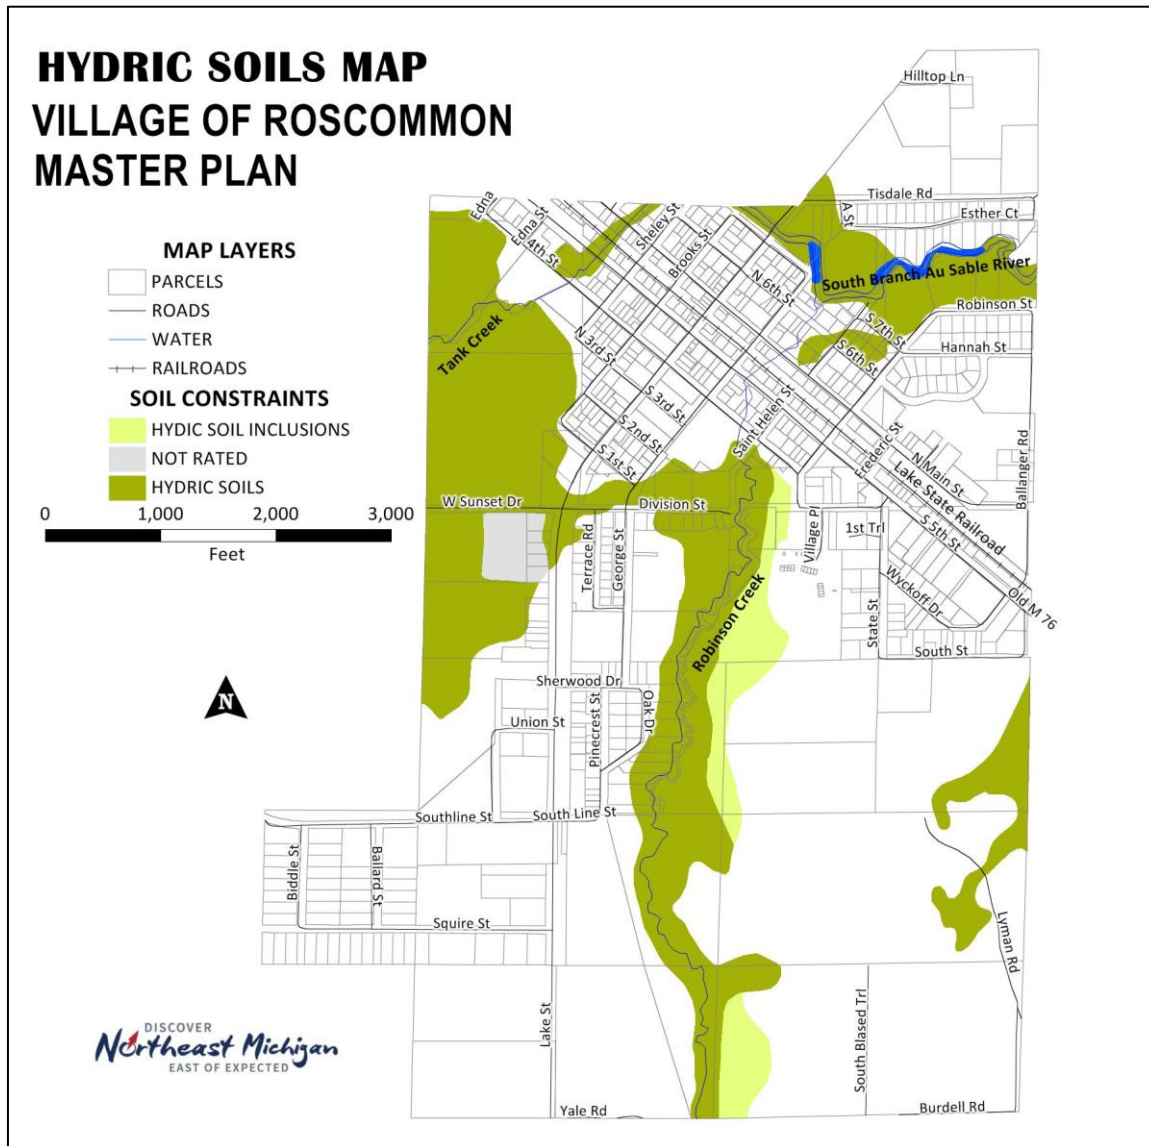 HYDRIC SOILS MAP
VILLAGE OF ROSCOMMON
MASTER PLAN
MAP LAYERS
PARCELS
ROADS
WATER
RAILROADS
SOIL CONSTRAINTS
HYDIC SOIL INCLUSIONS
NOT RATED
HYDRIC SOILS
0 1,000 2,000 3,000
Feet
N
DISCOVER
Northeast Michigan
EAST OF EXPECTED
Hilltop Ln
Tisdale Rd
A St
Esther Ct
Edna
Edna St
4th St
Sheley St
Brooks St
N 6th St
South Branch Au Sable River
Robinson St
S 7th St
Hannah St
S 6th St
Tank Creek
N 3rd St
S 3rd St
S 2nd St
S 1st St
Saint Helen St
Frederic St
N Main St
Lake State Railroad
S 5th St
Ballanger Rd
W Sunset Dr
Division St
Village Pl
1st Trl
Terrace Rd
George St
Wyckoff Dr
Old M 76
State St
South St
Robinson Creek
Sherwood Dr
Oak Dr
Pinecrest St
Union St
Southline St
South Line St
Biddle St
Ballard St
Squire St
Lyman Rd
Lake St
South Blased Trl
Yale Rd
Burdell Rd